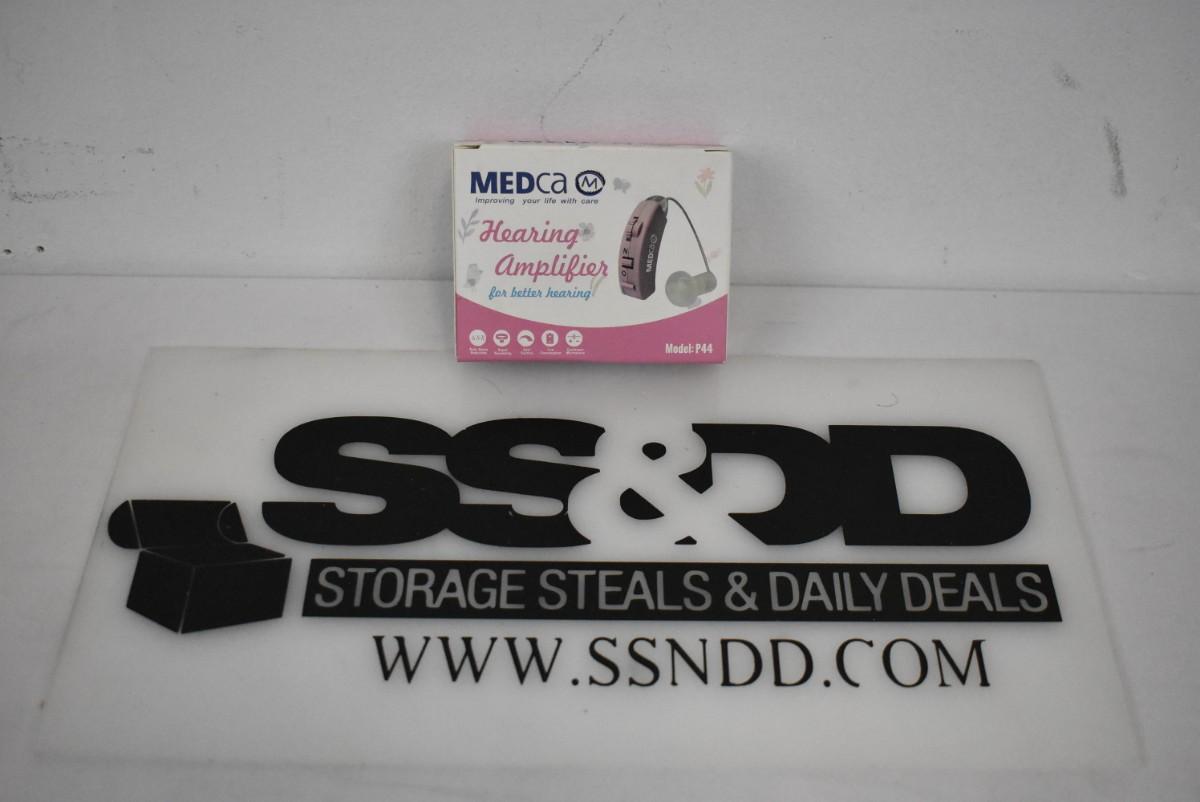 MEDca M
Improving your life with care
Hearing
Amplifier
for better hearing
MEDca
Model: P44
SS&DD
STORAGE STEALS & DAILY DEALS
WWW.SSNDD.COM